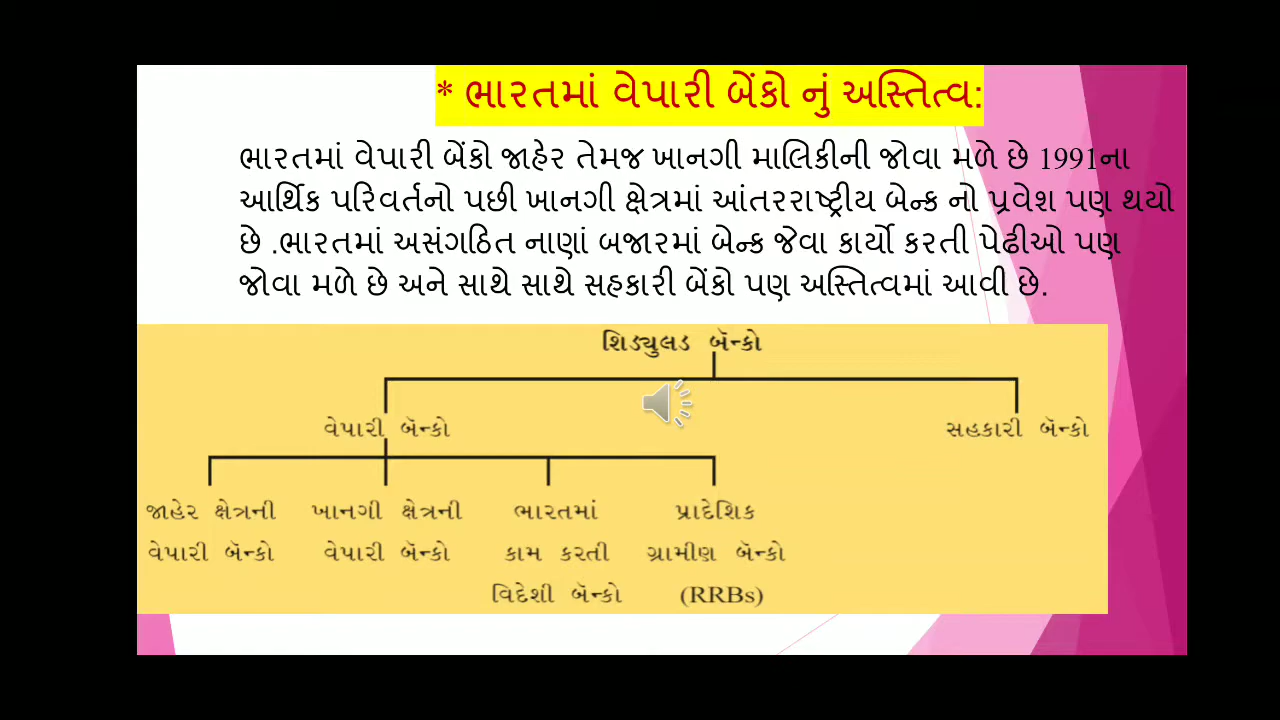 * ભારતમાં વેપારી બેંકો નું અસ્તિત્વ:
ભારતમાં વેપારી બેંકો જાહેર તેમજ ખાનગી માલિકીની જોવા મળે છે 1991ના
આર્થિક પરિવર્તનો પછી ખાનગી ક્ષેત્રમાં આંતરરાષ્ટ્રીય બેન્ક નો પ્રવેશ પણ થયો
છે .ભારતમાં અસંગઠિત નાણાં બજારમાં બેન્ક જેવા કાર્યો કરતી પેઢીઓ પણ
જોવા મળે છે અને સાથે સાથે સહકારી બેંકો પણ અસ્તિત્વમાં આવી છે.
શિડ્યુલડ બૅન્કો
વેપારી બૅન્કો
સહકારી બૅન્કો
જાહેર ક્ષેત્રની
વેપારી બૅન્કો
ખાનગી ક્ષેત્રની
વેપારી બૅન્કો
ભારતમાં
કામ કરતી
વિદેશી બૅન્કો
પ્રાદેશિક
ગ્રામીણ બૅન્કો
(RRBs)